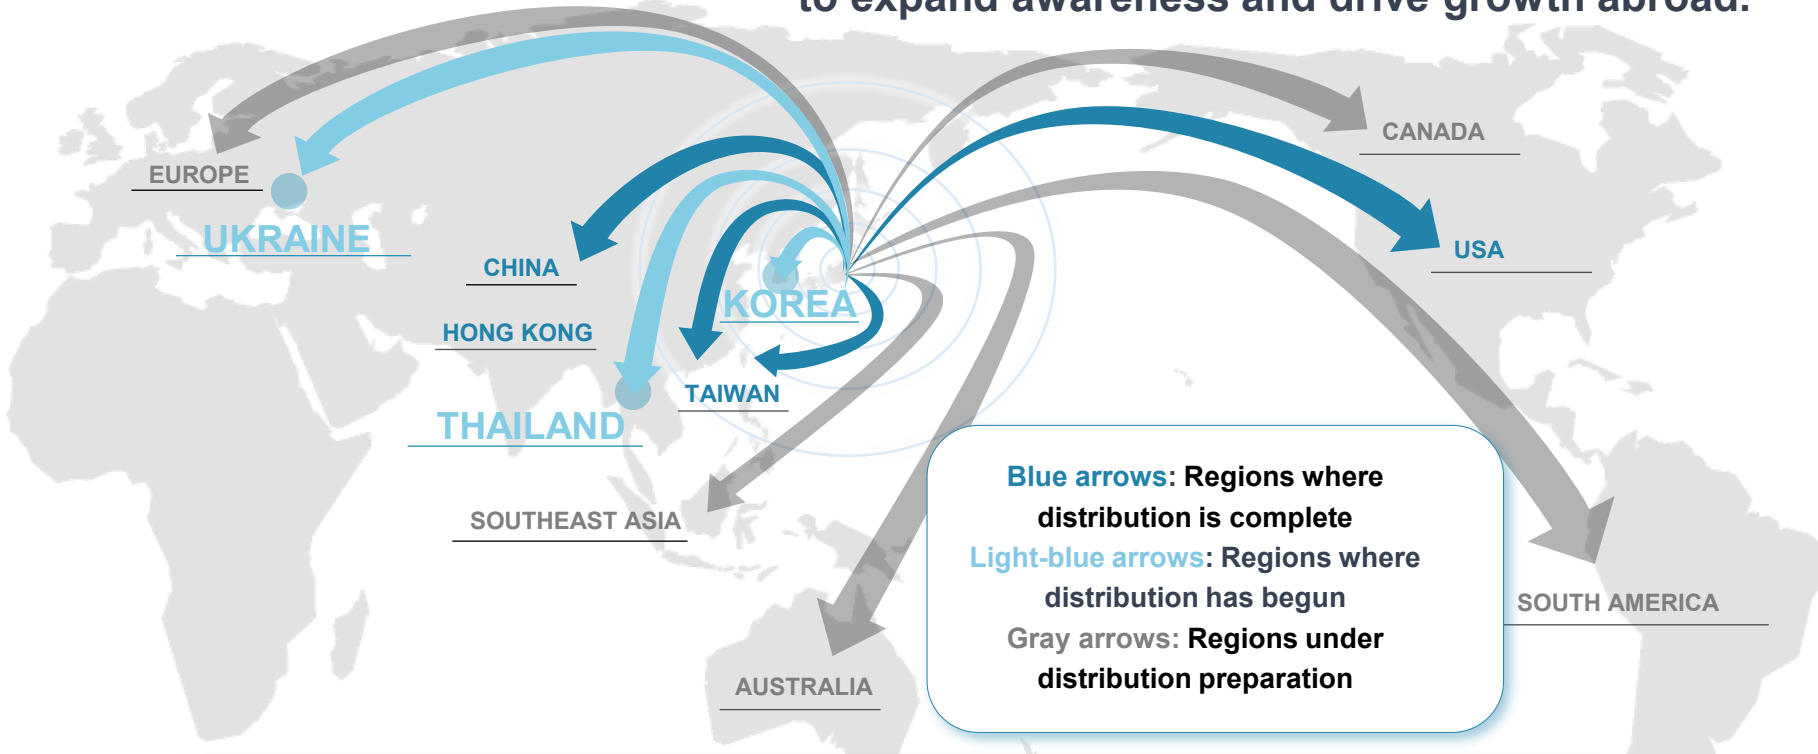 to expand awareness and drive growth abroad.
CANADA
EUROPE
UKRAINE
USA
CHINA
KOREA
HONG KONG
TAIWAN
THAILAND
SOUTHEAST ASIA
Blue arrows: Regions where
distribution is complete
Light-blue arrows: Regions where
distribution has begun
Gray arrows: Regions under
distribution preparation
SOUTH AMERICA
AUSTRALIA